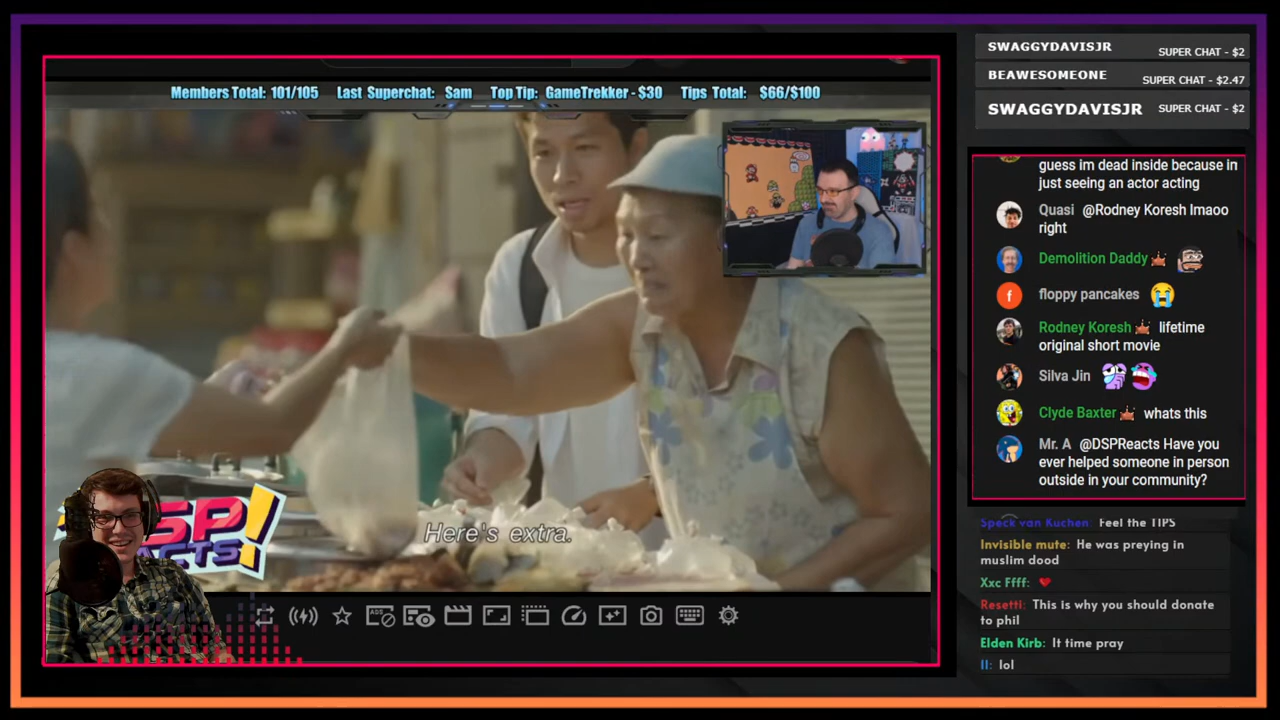 Members Total: 101/105 Last Superchat: Sam Top Tip: GameTrekker - $30 Tips Total: $66/$100
Here's extra.
SWAGGYDAVISJR SUPER CHAT - $2
BEAWESOMEONE SUPER CHAT - $2.47
SWAGGYDAVISJR SUPER CHAT - $2
guess im dead inside because im
just seeing an actor acting
Quasi @Rodney Koresh lmaoo
right
Demolition Daddy
floppy pancakes
Rodney Koresh lifetime
original short movie
Silva Jin
Clyde Baxter whats this
Mr. A @DSPReacts Have you
ever helped someone in person
outside in your community?
Speck van Kuchen: Feel the TIPS
Invisible mute: He was preying in
muslim dood
Xxc Ffff:
Resetti: This is why you should donate
to phil
Elden Kirb: It time pray
II: lol